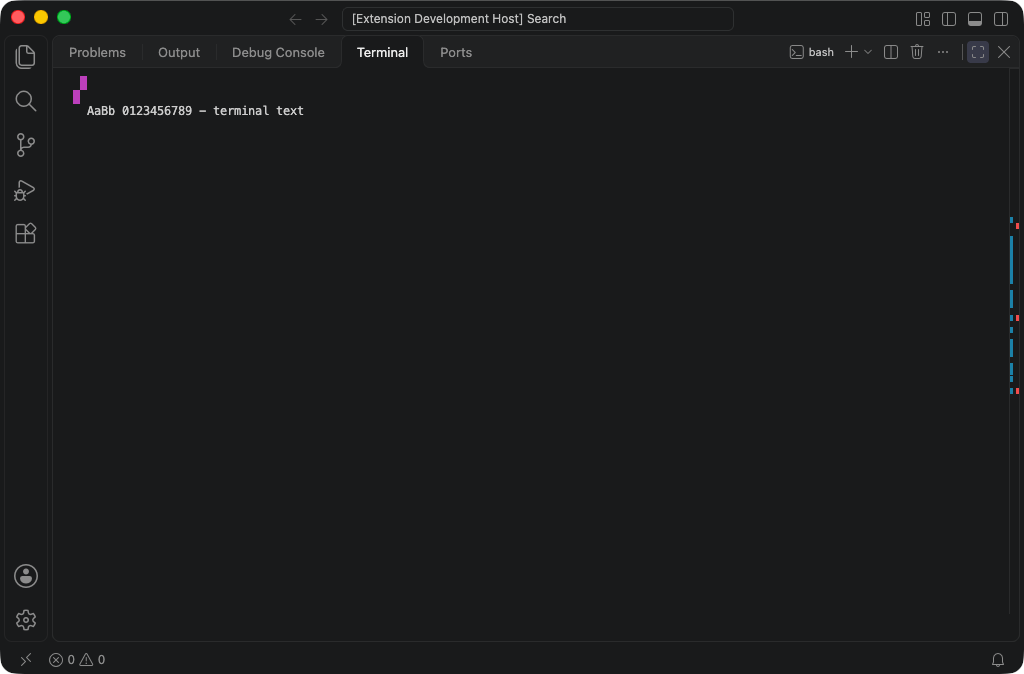 [Extension Development Host] Search
Problems Output Debug Console Terminal Ports bash
AaBb 0123456789 – terminal text
0 0